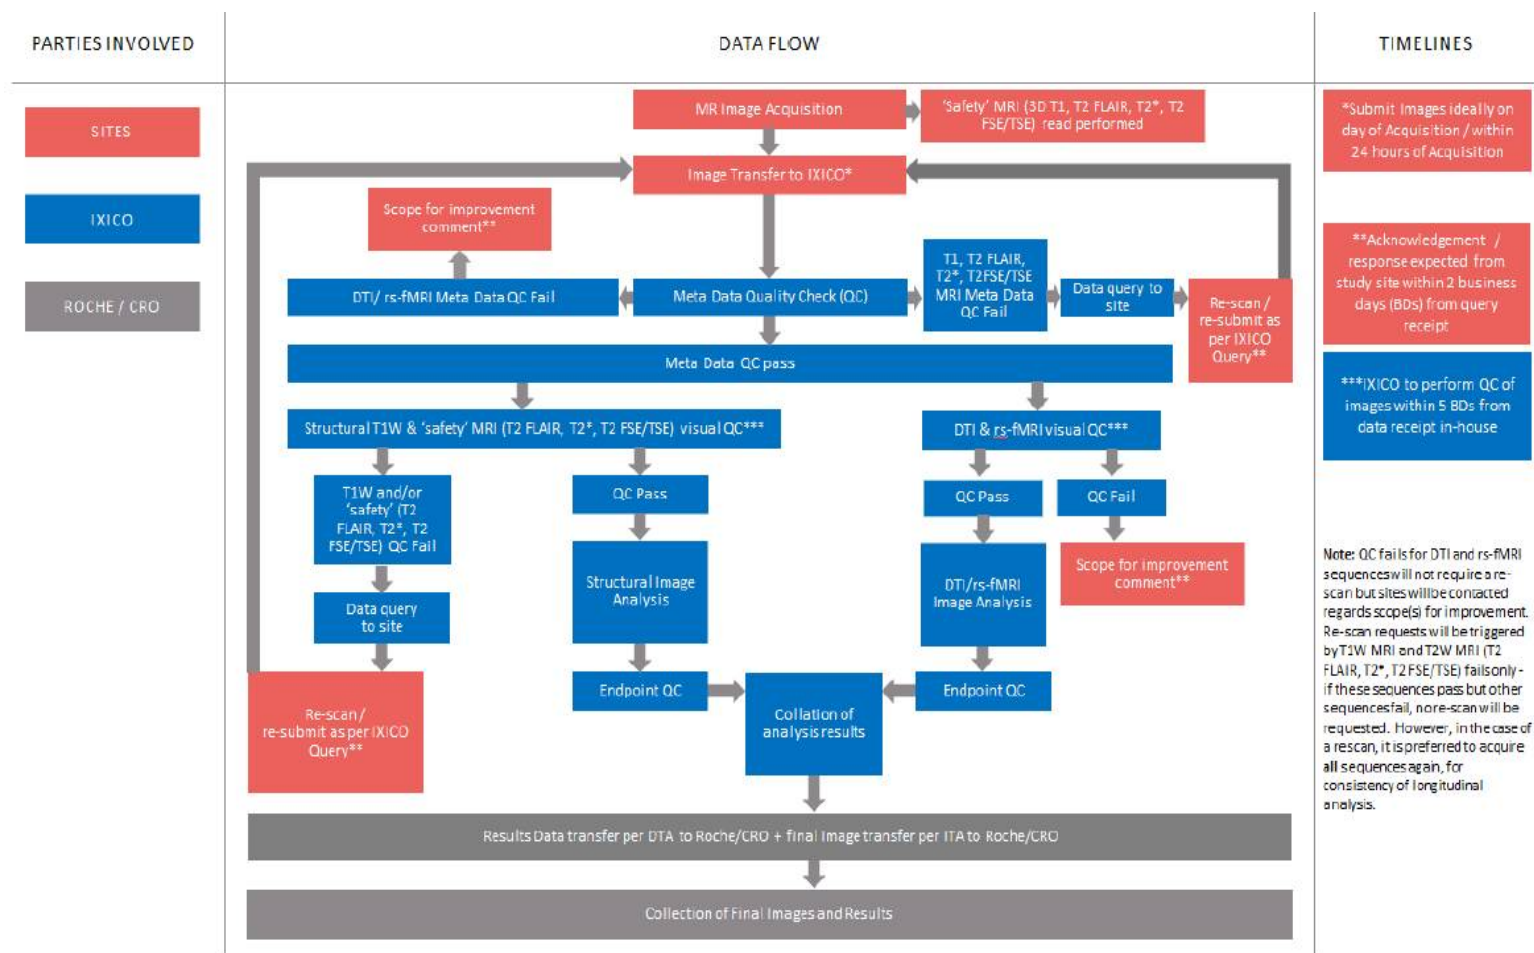 PARTIES INVOLVED
DATA FLOW
TIMELINES
SITES
IXICO
ROCHE / CRO
MR Image Acquisition
'Safety' MRI (3D T1, T2 FLAIR, T2*, T2
FSE/TSE) read performed
Image Transfer to IXICO*
Scope for improvement
comment**
DTI/ rs-fMRI Meta Data QC Fail
Meta Data Quality Check (QC)
T1, T2 FLAIR,
T2*, T2FSE/TSE
MRI Meta Data
QC Fail
Data query to
site
Re-scan /
re-submit as
per IXICO
Query**
Meta Data QC pass
Structural T1W & 'safety' MRI (T2 FLAIR, T2*, T2 FSE/TSE) visual QC***
DTI & rs-fMRI visual QC***
T1W and/or
'safety' (T2
FLAIR, T2*, T2
FSE/TSE) QC Fail
QC Pass
QC Pass
QC Fail
Structural Image
Analysis
DTI/rs-fMRI
Image Analysis
Scope for improvement
comment**
Data query
to site
Re-scan /
re-submit as per IXICO
Query**
Endpoint QC
Collation of
analysis results
Endpoint QC
Results Data transfer per DTA to Roche/CRO + final Image transfer per ITA to Roche/CRO
Collection of Final Images and Results
*Submit Images ideally on
day of Acquisition / within
24 hours of Acquisition
**Acknowledgement /
response expected from
study site within 2 business
days (BDs) from query
receipt
***IXICO to perform QC of
images within 5 BDs from
data receipt in-house
Note: QC fails for DTI and rs-fMRI
sequences will not require a re-
scan but sites will be contacted
regards scope(s) for improvement.
Re-scan requests will be triggered
by T1W MRI and T2W MRI (T2
FLAIR, T2*, T2 FSE/TSE) fails only -
if these sequences pass but other
sequences fail, no re-scan will be
requested. However, in the case of
a rescan, it is preferred to acquire
all sequences again, for
consistency of longitudinal
analysis.